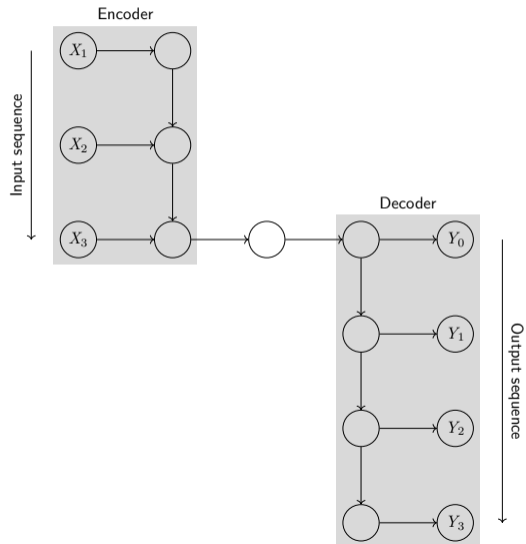 Encoder
Input sequence
X₁
X₂
X₃
Decoder
Y₀
Y₁
Y₂
Y₃
Output sequence